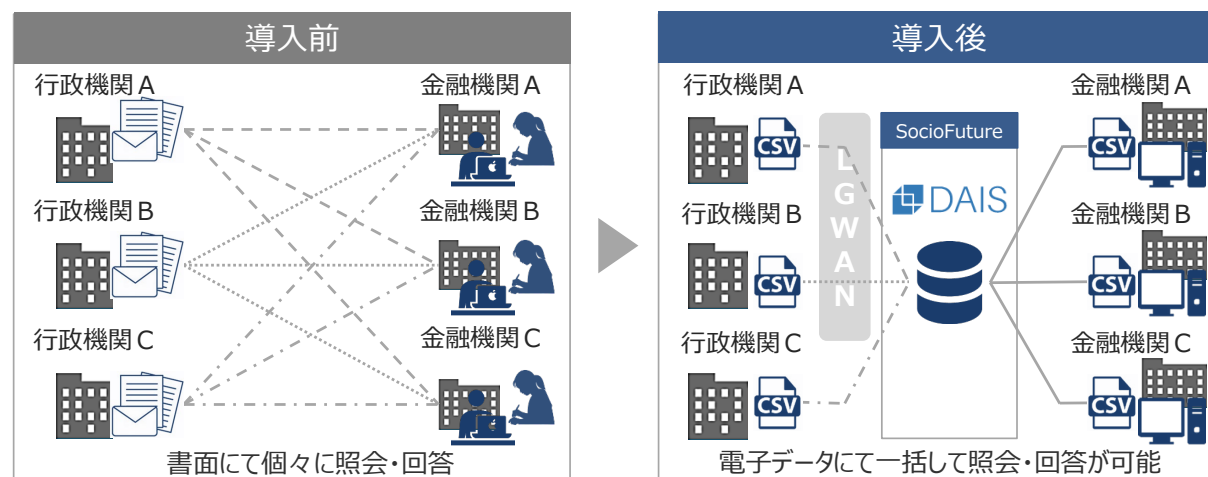 導入前
行政機関A
金融機関A
行政機関B
金融機関B
行政機関C
金融機関C
書面にて個々に照会・回答
導入後
行政機関A
金融機関A
CSV
LGWAN
SocioFuture
CSV
DAIS
行政機関B
金融機関B
CSV
CSV
行政機関C
金融機関C
CSV
CSV
電子データにて一括して照会・回答が可能